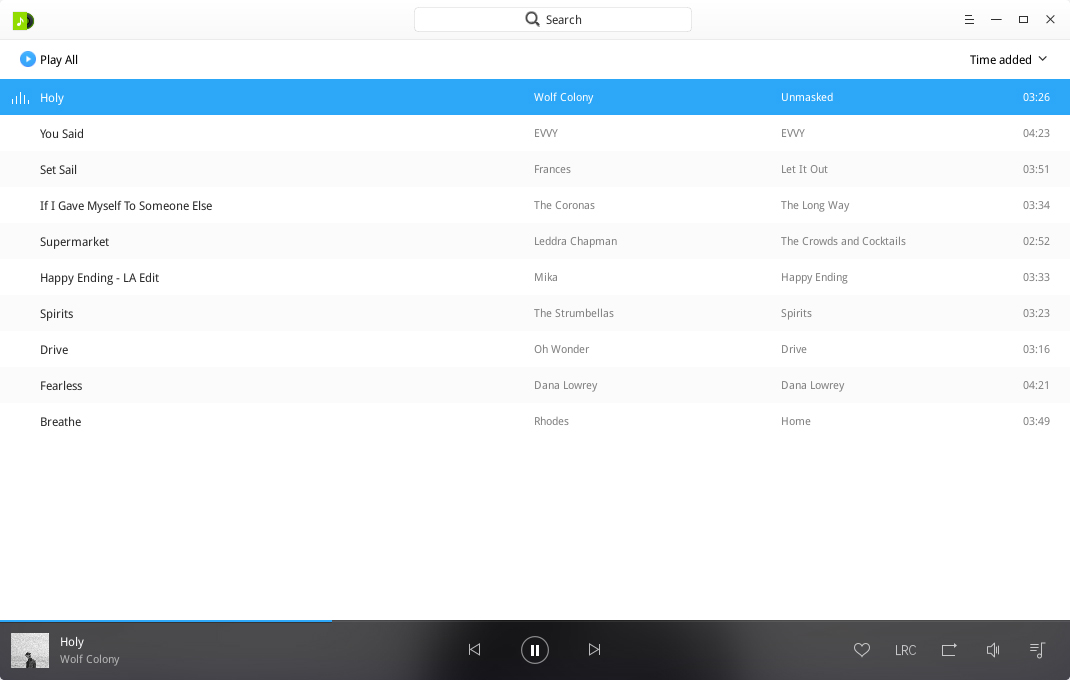 Search
Play All Time added
Holy Wolf Colony Unmasked 03:26
You Said EVVY EVVY 04:23
Set Sail Frances Let It Out 03:51
If I Gave Myself To Someone Else The Coronas The Long Way 03:34
Supermarket Leddra Chapman The Crowds and Cocktails 02:52
Happy Ending - LA Edit Mika Happy Ending 03:33
Spirits The Strumbellas Spirits 03:23
Drive Oh Wonder Drive 03:16
Fearless Dana Lowrey Dana Lowrey 04:21
Breathe Rhodes Home 03:49
Holy
Wolf Colony
LRC